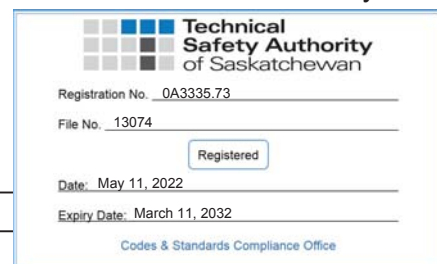 Technical
Safety Authority
of Saskatchewan
Registration No. 0A3335.73
File No. 13074
Registered
Date: May 11, 2022
Expiry Date: March 11, 2032
Codes & Standards Compliance Office